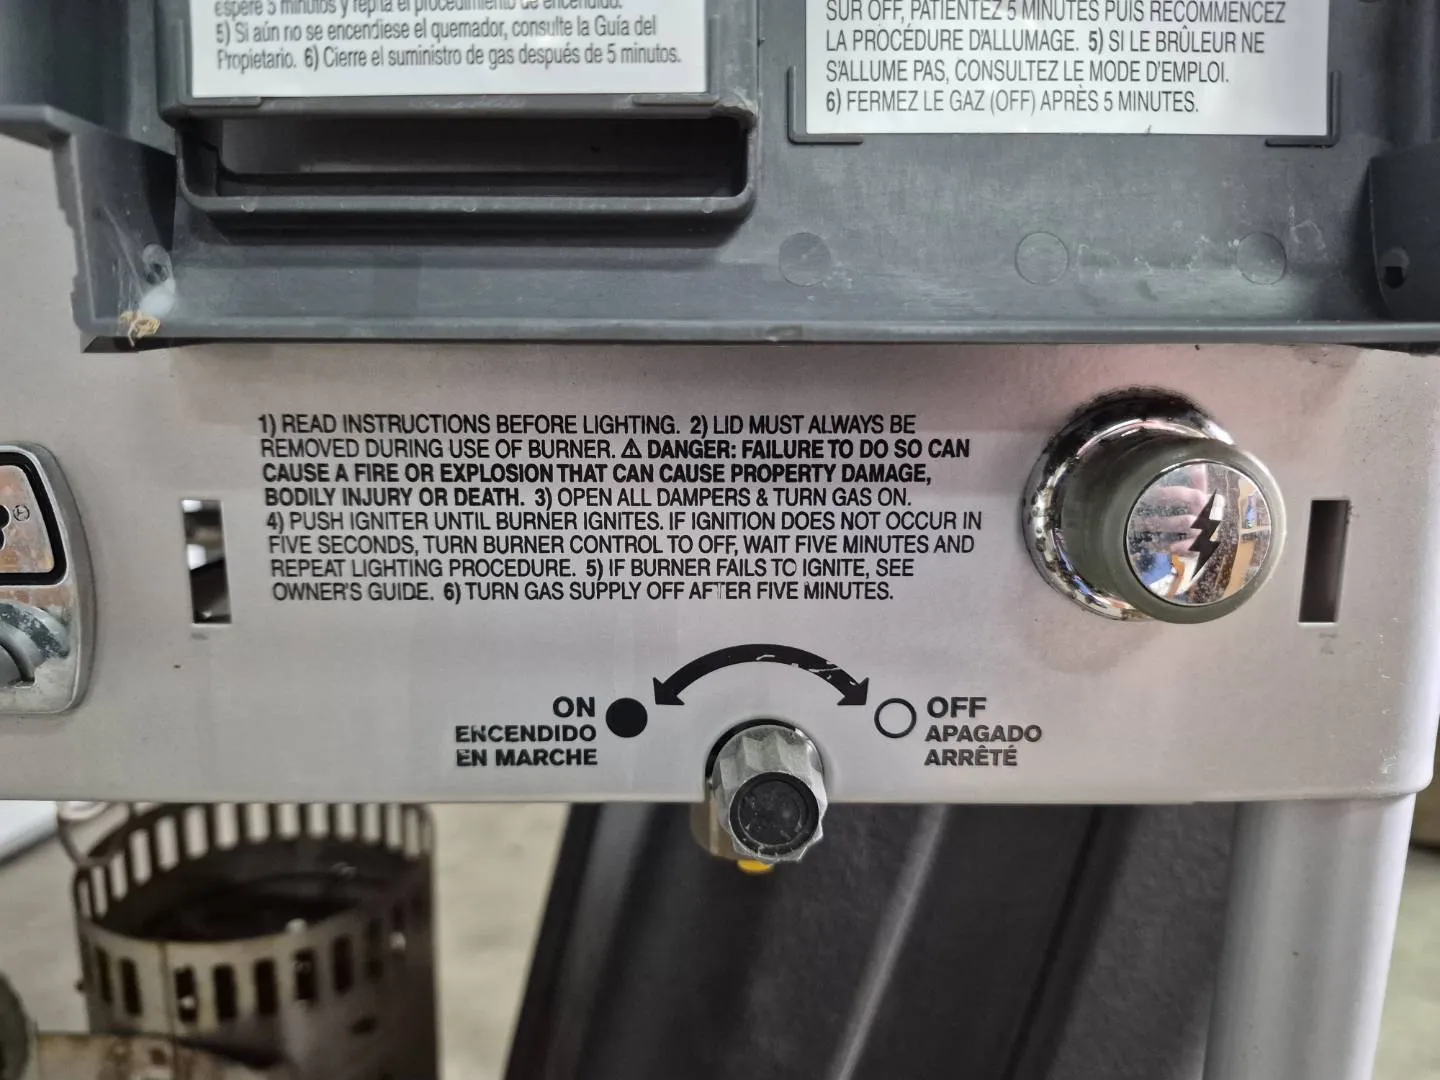 espere 5 minutos y repita el procedimiento de encendido.
5) Si aún no se encendiese el quemador, consulte la Guía del
Propietario. 6) Cierre el suministro de gas después de 5 minutos.
SUR OFF, PATIENTEZ 5 MINUTES PUIS RECOMMENCEZ
LA PROCÉDURE D'ALLUMAGE. 5) SI LE BRÛLEUR NE
S'ALLUME PAS, CONSULTEZ LE MODE D'EMPLOI.
6) FERMEZ LE GAZ (OFF) APRÈS 5 MINUTES.
1) READ INSTRUCTIONS BEFORE LIGHTING. 2) LID MUST ALWAYS BE
REMOVED DURING USE OF BURNER. ⚠ DANGER: FAILURE TO DO SO CAN
CAUSE A FIRE OR EXPLOSION THAT CAN CAUSE PROPERTY DAMAGE,
BODILY INJURY OR DEATH. 3) OPEN ALL DAMPERS & TURN GAS ON.
4) PUSH IGNITER UNTIL BURNER IGNITES. IF IGNITION DOES NOT OCCUR IN
FIVE SECONDS, TURN BURNER CONTROL TO OFF, WAIT FIVE MINUTES AND
REPEAT LIGHTING PROCEDURE. 5) IF BURNER FAILS TO IGNITE, SEE
OWNER'S GUIDE. 6) TURN GAS SUPPLY OFF AFTER FIVE MINUTES.
ON
ENCENDIDO
EN MARCHE
OFF
APAGADO
ARRÊTÉ